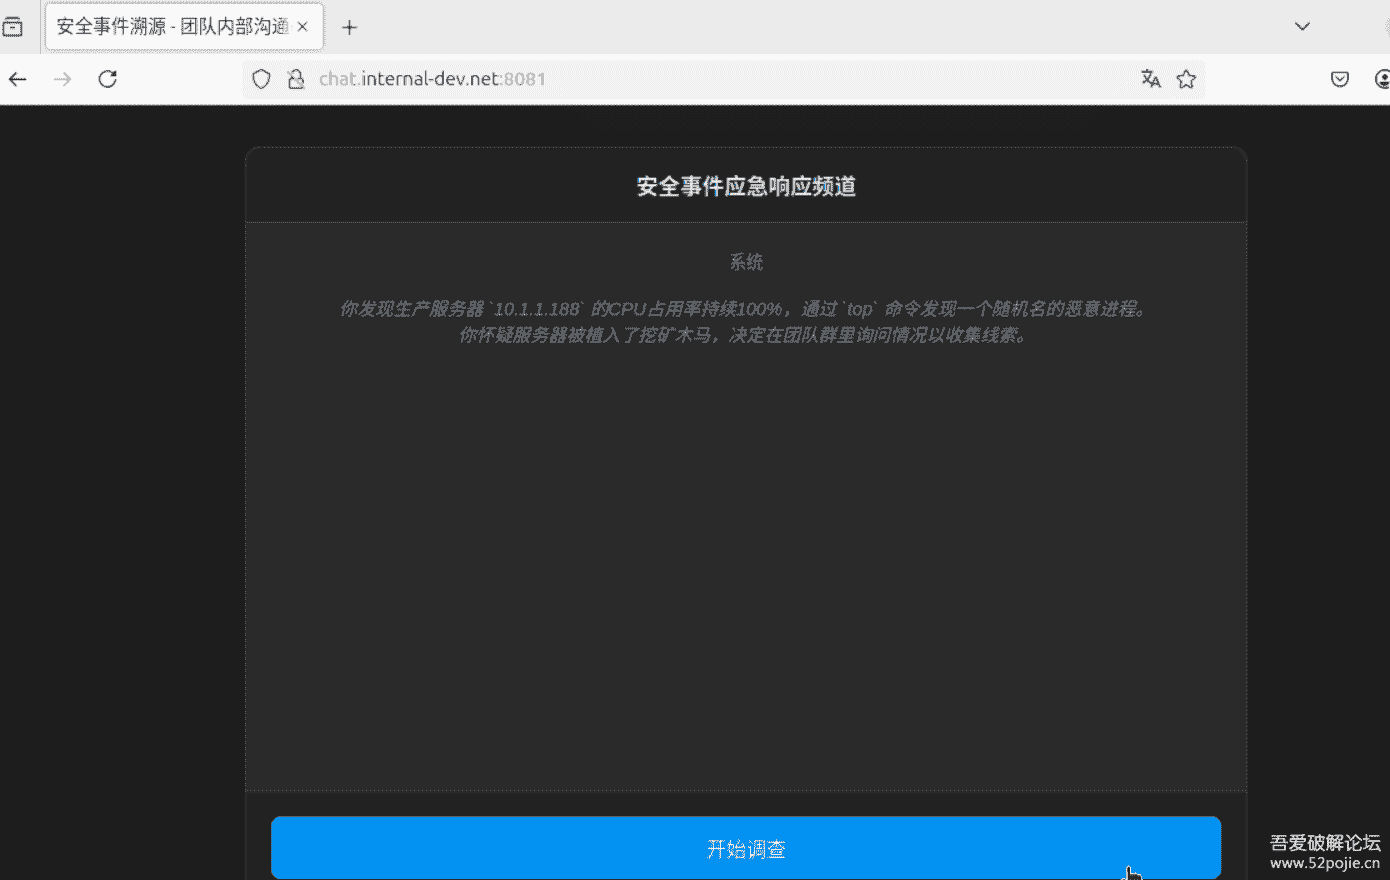 安全事件溯源 - 团队内部沟通
chat.internal-dev.net:8081
安全事件应急响应频道
系统
你发现生产服务器 `10.1.1.188` 的CPU占用率持续100%，通过 `top` 命令发现一个随机名的恶意进程。
你怀疑服务器被植入了挖矿木马，决定在团队群里询问情况以收集线索。
开始调查
吾爱破解论坛
www.52pojie.cn